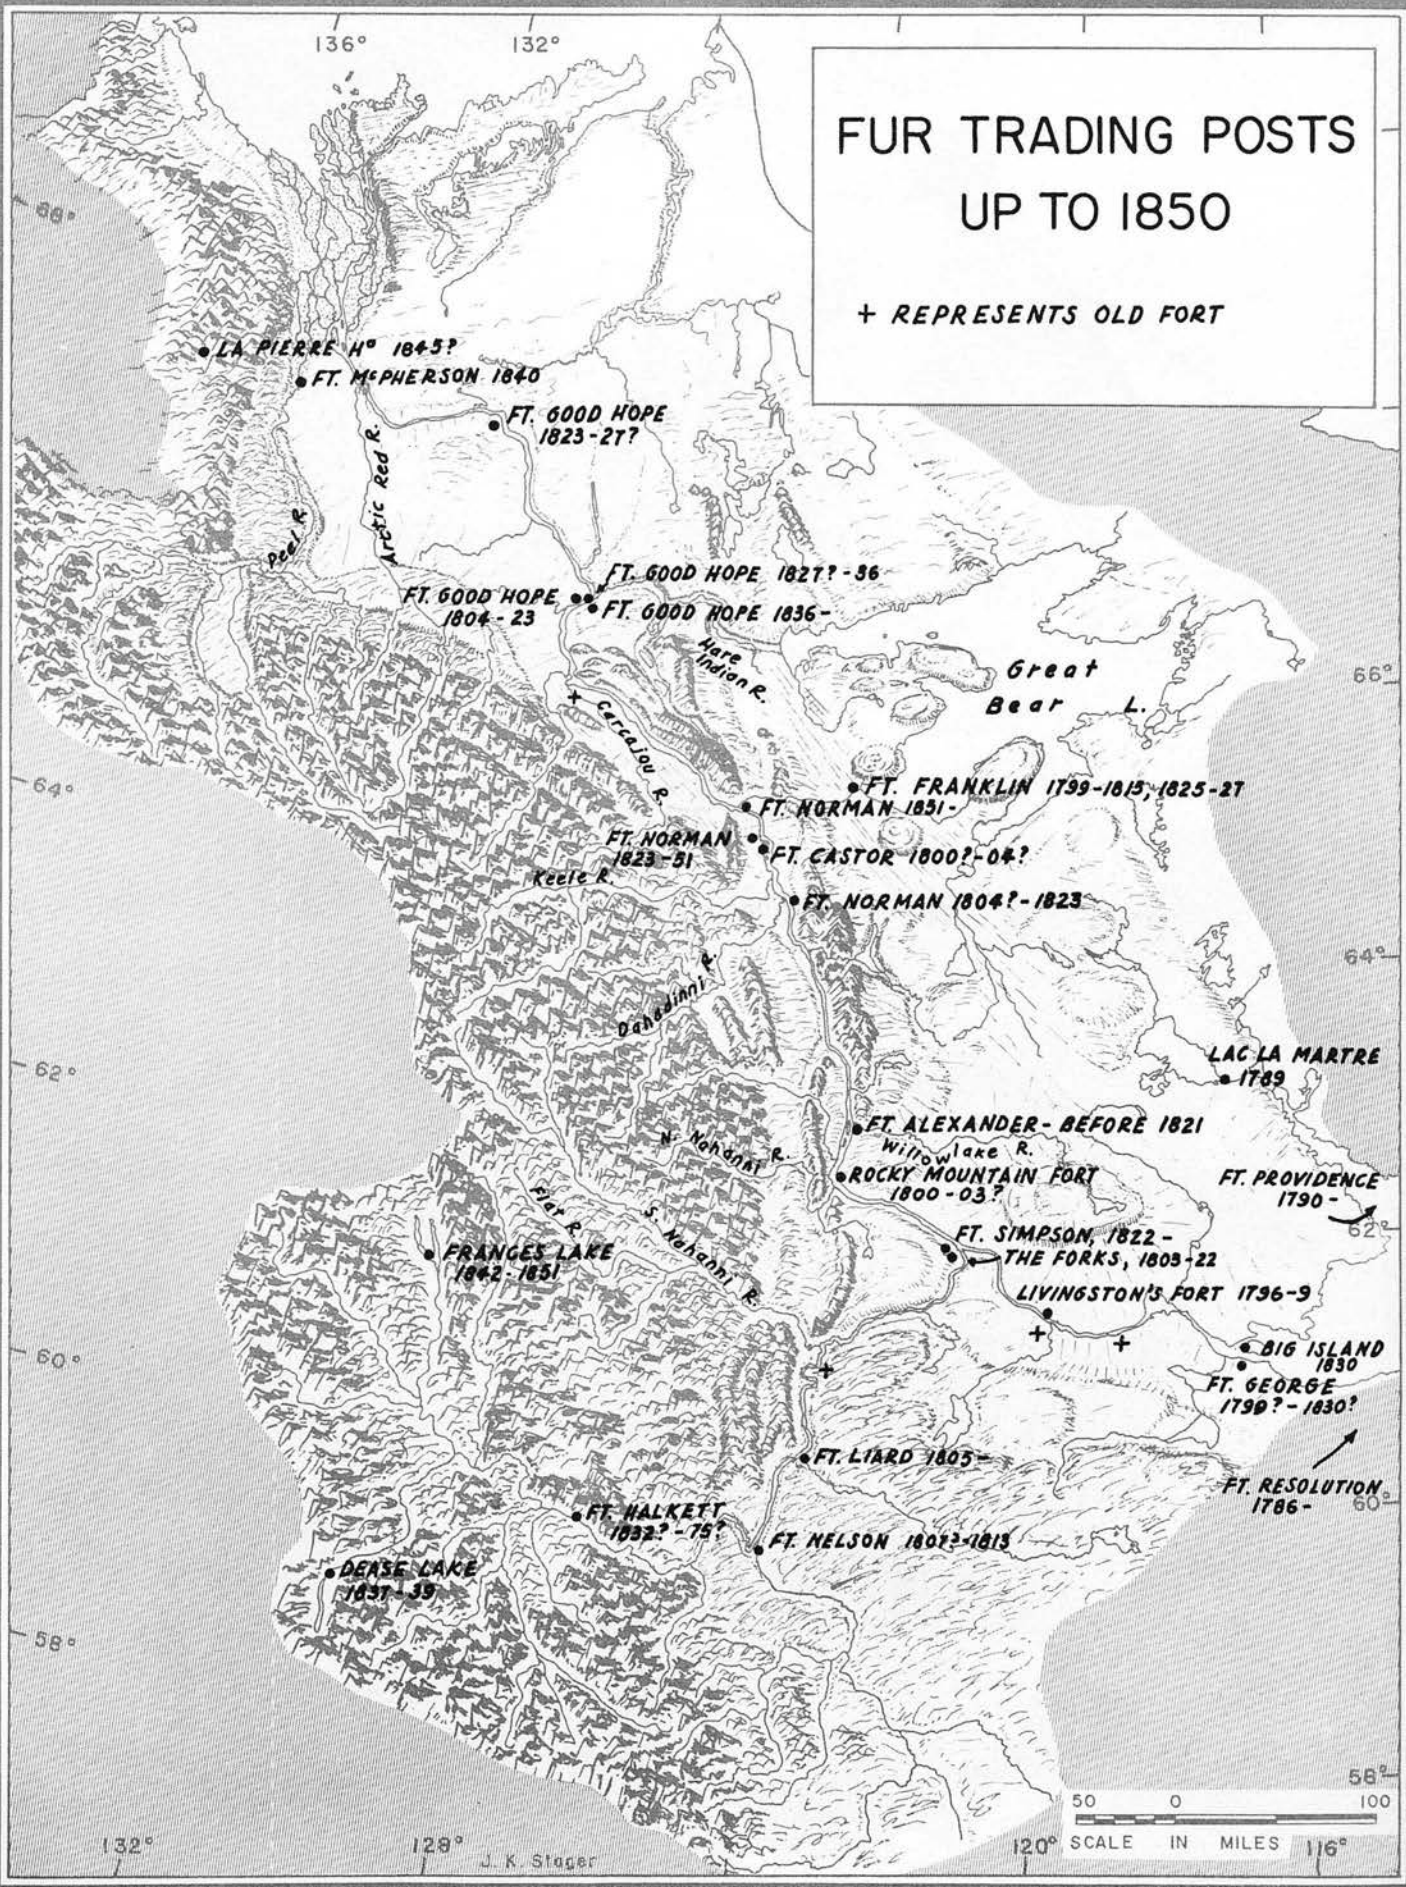 136°
132°
FUR TRADING POSTS
UP TO 1850
+ REPRESENTS OLD FORT
68°
LA PIERRE Hº 1845?
FT. McPHERSON 1840
FT. GOOD HOPE
1823-27?
Arctic Red R.
Peel R.
FT. GOOD HOPE 1827?-36
FT. GOOD HOPE
1804-23
FT. GOOD HOPE 1836-
Hare
Indian R.
Great
Bear L.
66°
Carcajou R.
64°
FT. FRANKLIN 1799-1815, 1825-27
FT. NORMAN 1851-
FT. NORMAN
1823-51
FT. CASTOR 1800?-04?
Keele R.
FT. NORMAN 1804?-1823
64°
Dahadinni R.
62°
LAC LA MARTRE
1789
FT. ALEXANDER-BEFORE 1821
Willowlake R.
N. Nahanni R.
ROCKY MOUNTAIN FORT
1800-03?
FT. PROVIDENCE
1790-
62°
Flat R.
S. Nahanni R.
FT. SIMPSON, 1822-
THE FORKS, 1803-22
FRANCES LAKE
1842-1851
LIVINGSTON'S FORT 1796-9
60°
BIG ISLAND
1830
FT. GEORGE
1790?-1830?
FT. LIARD 1805-
FT. RESOLUTION
1786-
60°
FT. HALKETT
1832?-75?
FT. NELSON 1807?-1813
DEASE LAKE
1837-39
58°
58°
50 0 100
SCALE IN MILES
132°
128°
J. K. Stager
120°
116°